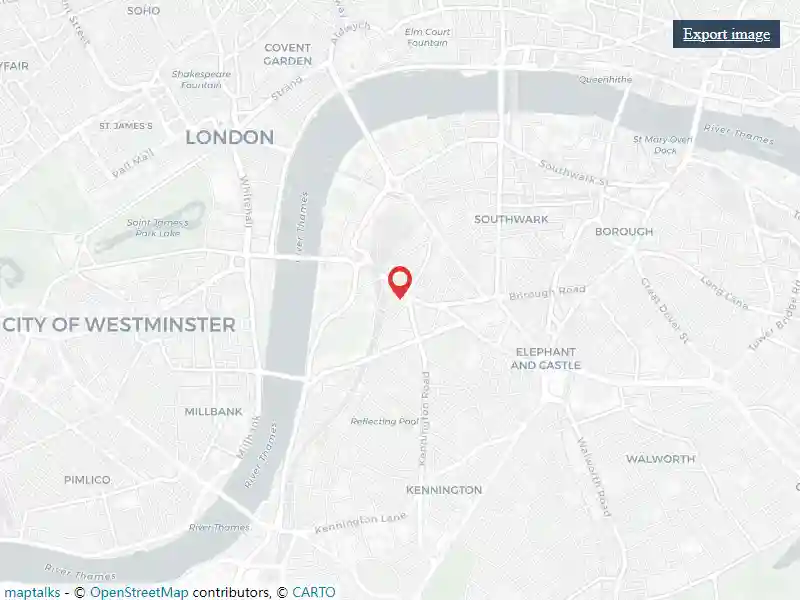 SOHO
Aldwych
Elm Court
Fountain
Export image
COVENT
GARDEN
Shakespeare
Fountain
Strand
Queenhithe
ST JAMES'S
LONDON
Pall Mall
St Mary Overi
Dock
River Thames
Southwark St
Whitehall
River Thames
Saint James's
Park Lake
SOUTHWARK
BOROUGH
Borough Road
Great Dover St
Long Lane
Tower Bridge Rd
CITY OF WESTMINSTER
ELEPHANT
AND CASTLE
MILLBANK
Millbank
River Thames
Reflecting Pool
Kennington Road
Walworth Road
WALWORTH
PIMLICO
KENNINGTON
River Thames
Kennington Lane
River Thames
maptalks - © OpenStreetMap contributors, © CARTO